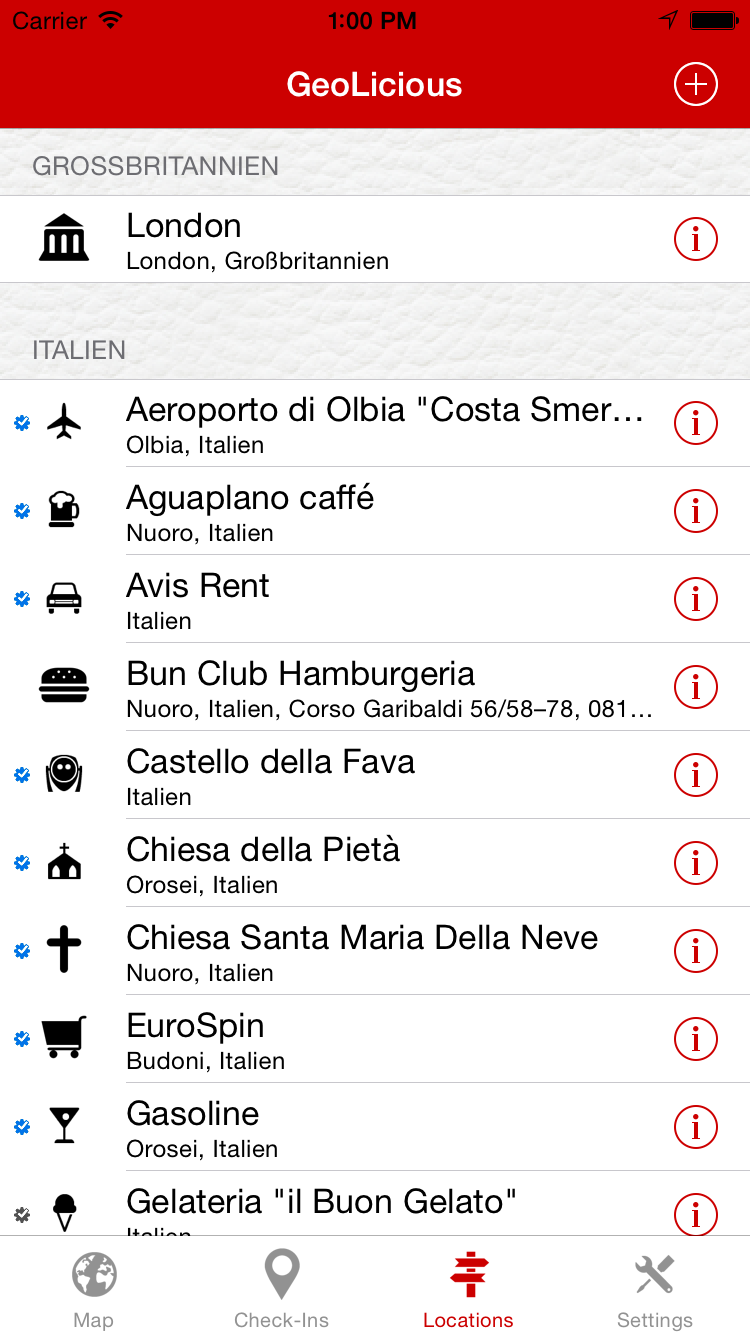 Carrier 1:00 PM
GeoLicious
GROSSBRITANNIEN
London
London, Großbritannien
ITALIEN
Aeroporto di Olbia "Costa Smer...
Olbia, Italien
Aguaplano caffé
Nuoro, Italien
Avis Rent
Italien
Bun Club Hamburgeria
Nuoro, Italien, Corso Garibaldi 56/58–78, 081...
Castello della Fava
Italien
Chiesa della Pietà
Orosei, Italien
Chiesa Santa Maria Della Neve
Nuoro, Italien
EuroSpin
Budoni, Italien
Gasoline
Orosei, Italien
Gelateria "il Buon Gelato"
Italien
Map Check-Ins Locations Settings